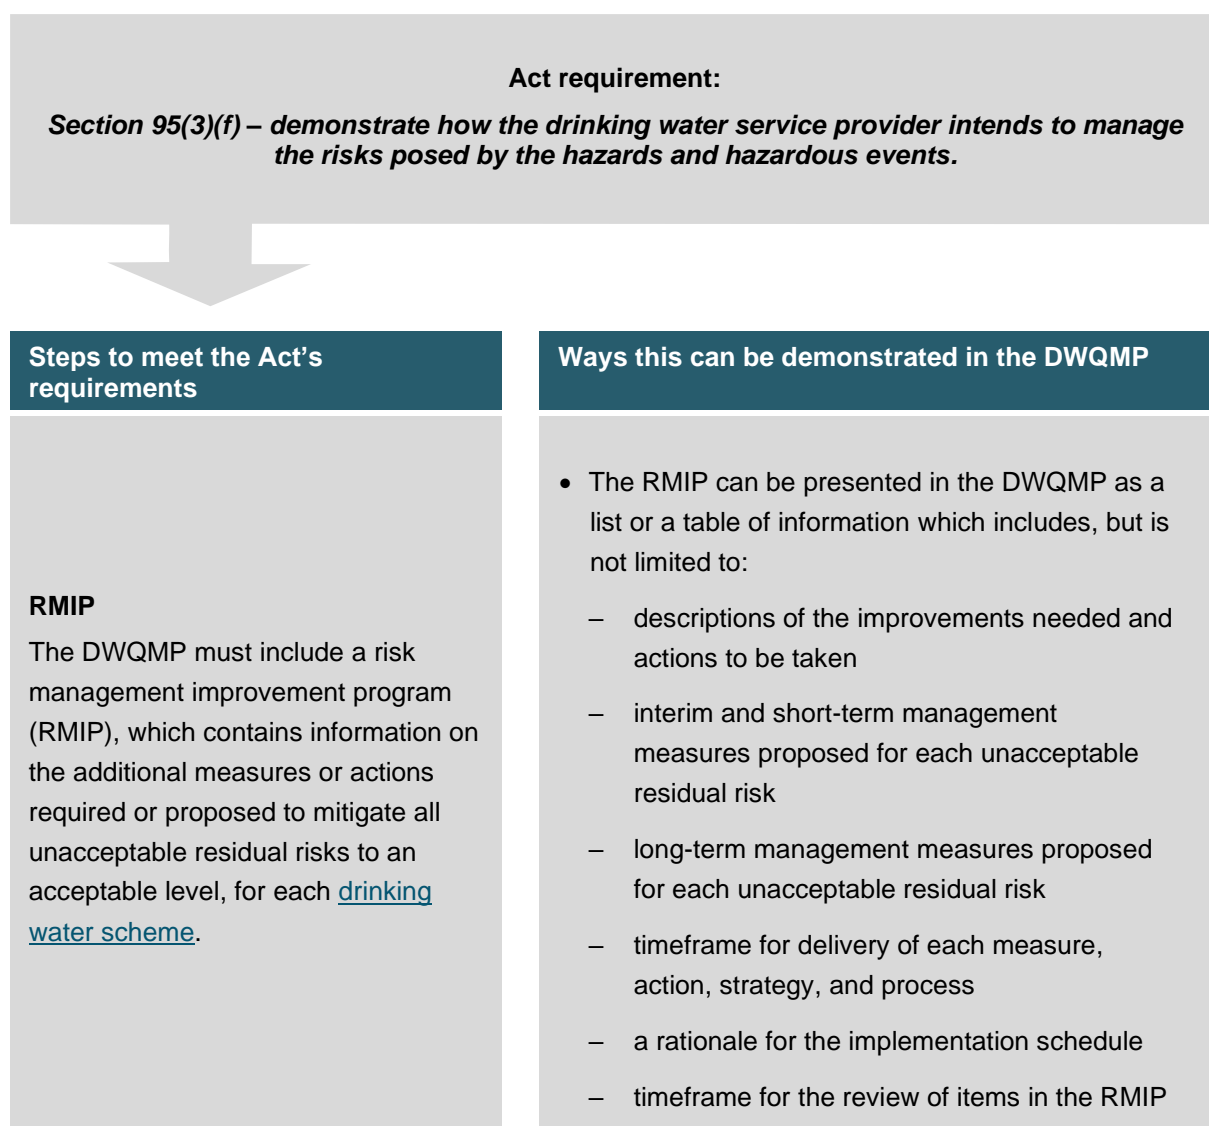 Act requirement:
Section 95(3)(f) – demonstrate how the drinking water service provider intends to manage
the risks posed by the hazards and hazardous events.
Steps to meet the Act’s
requirements
RMIP
The DWQMP must include a risk
management improvement program
(RMIP), which contains information on
the additional measures or actions
required or proposed to mitigate all
unacceptable residual risks to an
acceptable level, for each drinking
water scheme.
Ways this can be demonstrated in the DWQMP
• The RMIP can be presented in the DWQMP as a
list or a table of information which includes, but is
not limited to:
– descriptions of the improvements needed and
actions to be taken
– interim and short-term management
measures proposed for each unacceptable
residual risk
– long-term management measures proposed
for each unacceptable residual risk
– timeframe for delivery of each measure,
action, strategy, and process
– a rationale for the implementation schedule
– timeframe for the review of items in the RMIP